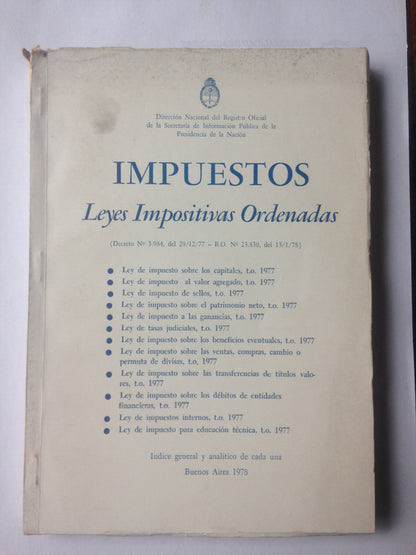 Dirección Nacional del Registro Oficial
de la Secretaría de Información Pública de la
Presidencia de la Nación
IMPUESTOS
Leyes Impositivas Ordenadas
(Decreto Nº 3.984, del 29/12/77 – B.O. Nº 23.830, del 13/1/78)
● Ley de impuesto sobre los capitales, t.o. 1977
● Ley de impuesto al valor agregado, t.o. 1977
● Ley de impuesto de sellos, t.o. 1977
● Ley de impuesto sobre el patrimonio neto, t.o. 1977
● Ley de impuesto a las ganancias, t.o. 1977
● Ley de tasas judiciales, t.o. 1977
● Ley de impuesto sobre los beneficios eventuales, t.o. 1977
● Ley de impuesto sobre las ventas, compras, cambio o
permuta de divisas, t.o. 1977
● Ley de impuesto sobre las transferencias de títulos valo-
res, t.o. 1977
● Ley de impuesto sobre los débitos de entidades
financieras, t.o. 1977
● Ley de impuestos internos, t.o. 1977
● Ley de impuesto para educación técnica, t.o. 1977
Indice general y analítico de cada una
Buenos Aires 1978